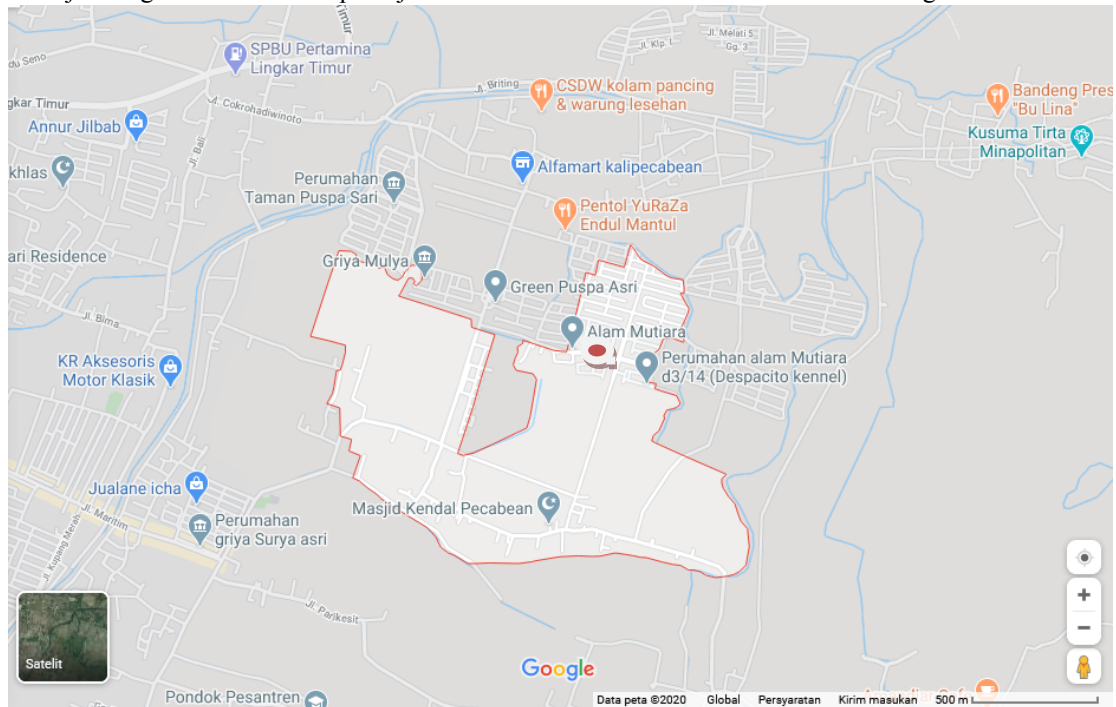 SPBU Pertamina
Lingkar Timur
Timur
du Seno
gkar Timur
Annur Jilbab
khlas
M. Cokrohadiwinoto
Jl. Bali
Jl. Briting
CSDW kolam pancing
& warung lesehan
Jl. Klp. I
Jl. Melati 5
Gg. 3
Bandeng Pres
"Bu Lina"
Kusuma Tirta
Minapolitan
Alfamart kalipecabean
Perumahan
Taman Puspa Sari
Pentol YuRaZa
Endul Mantul
ari Residence
Griya Mulya
Green Puspa Asri
Jl. Bima
Alam Mutiara
KR Aksesoris
Motor Klasik
Perumahan alam Mutiara
d3/14 (Despacito kennel)
Jualane icha
Masjid Kendal Pecabean
Jl. Maritim
Perumahan
griya Surya asri
Jl. Kupang Merah
Jl. Parikesit
Satelit
Google
Pondok Pesantren
Data peta ©2020 Global Persyaratan Kirim masukan 500 m